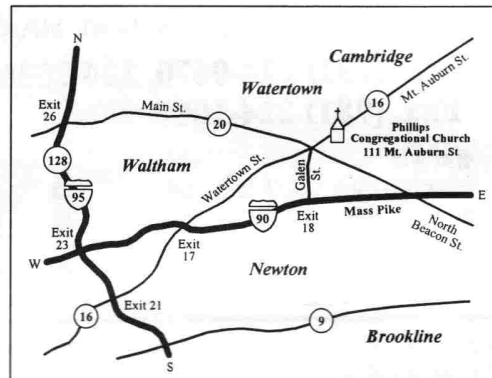 N
Cambridge
Watertown
16
Mt. Auburn St.
Exit
26
Main St.
20
Phillips
Congregational Church
111 Mt. Auburn St
128
Waltham
Watertown St.
Galen
St.
95
E
90
Mass Pike
Exit
23
Exit
18
North
Beacon St.
W
Exit
17
Newton
16
Exit 21
9
Brookline
S